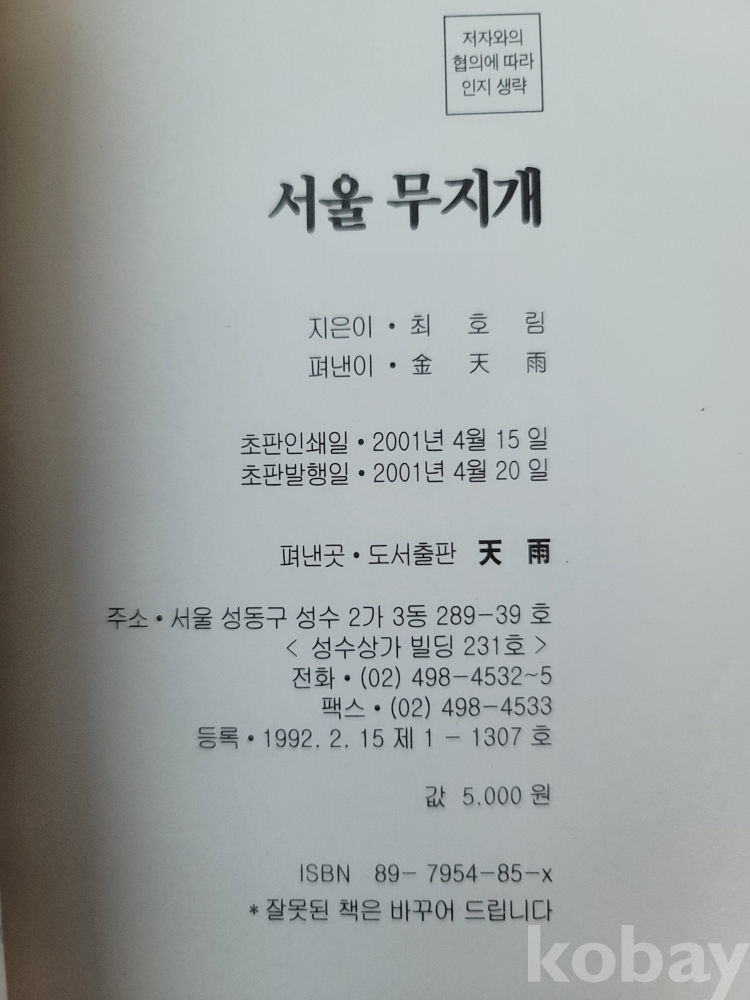 저자와의
협의에 따라
인지 생략
서울 무지개
지은이 • 최 호 림
펴낸이 • 金 天 雨
초판인쇄일 • 2001년 4월 15일
초판발행일 • 2001년 4월 20일
펴낸곳 • 도서출판 天 雨
주소 • 서울 성동구 성수 2가 3동 289-39 호
< 성수상가 빌딩 231호 >
전화 • (02) 498-4532~5
팩스 • (02) 498-4533
등록 • 1992. 2. 15 제 1 - 1307 호
값 5.000 원
ISBN 89- 7954-85-x
* 잘못된 책은 바꾸어 드립니다
kobay